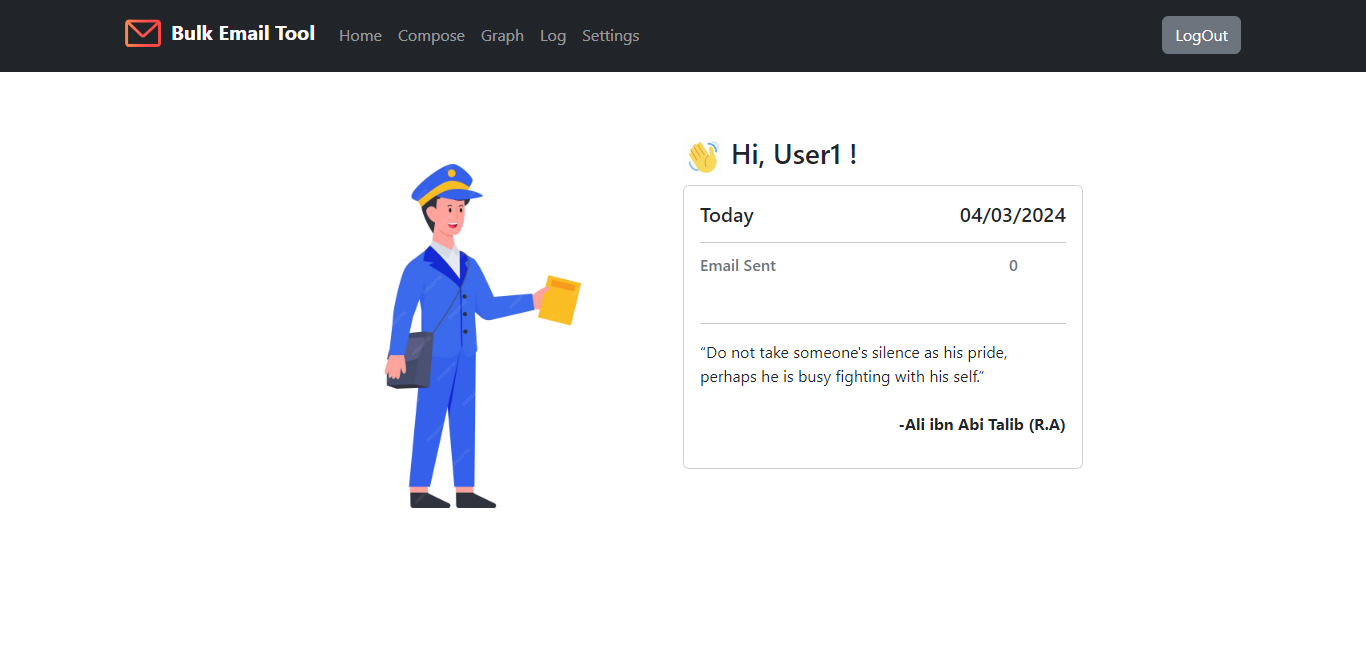 Bulk Email Tool Home Compose Graph Log Settings LogOut
Hi, User1 !
Today 04/03/2024
Email Sent 0
“Do not take someone's silence as his pride,
perhaps he is busy fighting with his self.”
-Ali ibn Abi Talib (R.A)